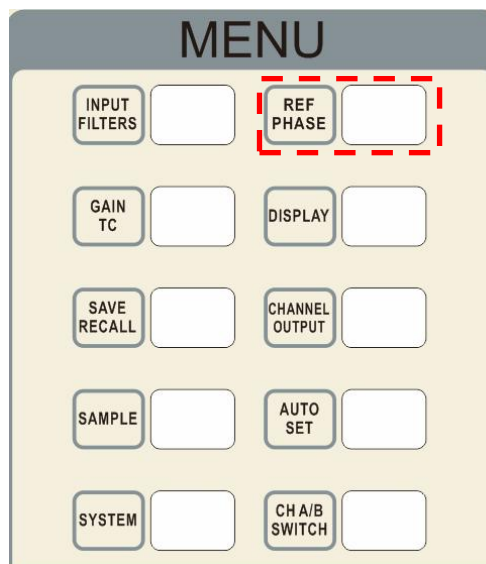 MENU
INPUT
FILTERS
REF
PHASE
GAIN
TC
DISPLAY
SAVE
RECALL
CHANNEL
OUTPUT
SAMPLE
AUTO
SET
SYSTEM
CH A/B
SWITCH